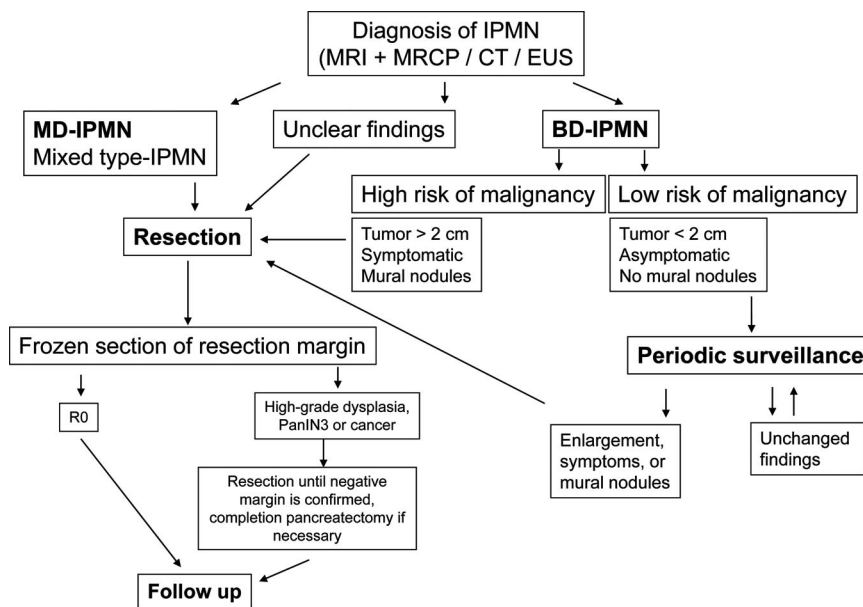 Diagnosis of IPMN
(MRI + MRCP / CT / EUS
MD-IPMN
Mixed type-IPMN
Unclear findings
BD-IPMN
High risk of malignancy
Low risk of malignancy
Resection
Tumor > 2 cm
Symptomatic
Mural nodules
Tumor < 2 cm
Asymptomatic
No mural nodules
Frozen section of resection margin
Periodic surveillance
R0
High-grade dysplasia,
PanIN3 or cancer
Enlargement,
symptoms, or
mural nodules
Unchanged
findings
Resection until negative
margin is confirmed,
completion pancreatectomy if
necessary
Follow up